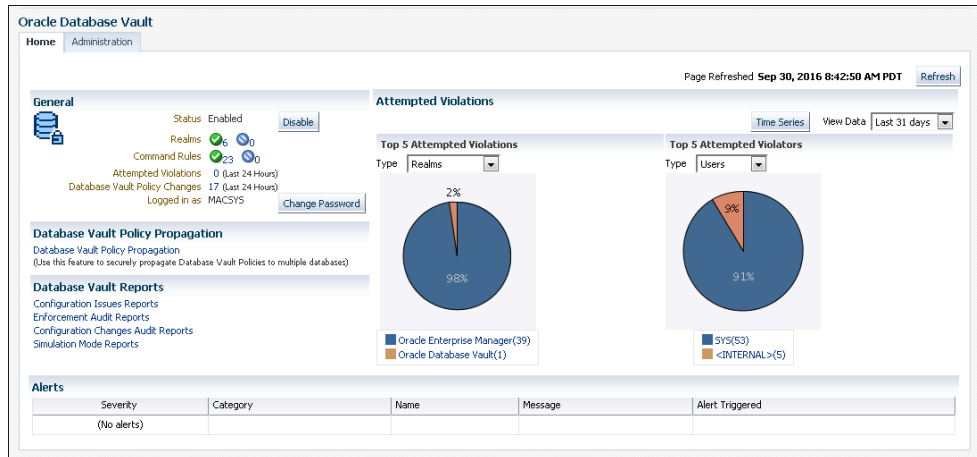 Oracle Database Vault
Home Administration
Page Refreshed Sep 30, 2016 8:42:50 AM PDT Refresh
General
Status Enabled Disable
Realms 6 0
Command Rules 23 0
Attempted Violations 0 (Last 24 Hours)
Database Vault Policy Changes 17 (Last 24 Hours)
Logged in as MACSYS Change Password
Database Vault Policy Propagation
Database Vault Policy Propagation
(Use this feature to securely propagate Database Vault Policies to multiple databases)
Database Vault Reports
Configuration Issues Reports
Enforcement Audit Reports
Configuration Changes Audit Reports
Simulation Mode Reports
Attempted Violations
Time Series View Data Last 31 days
Top 5 Attempted Violations
Type Realms
2%
98%
Oracle Enterprise Manager(39)
Oracle Database Vault(1)
Top 5 Attempted Violators
Type Users
9%
91%
SYS(53)
<INTERNAL>(5)
Alerts
Severity Category Name Message Alert Triggered
(No alerts)